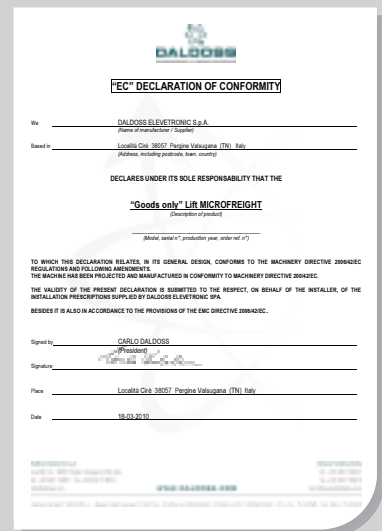 DALDOSS
"EC" DECLARATION OF CONFORMITY
We DALDOSS ELEVETRONIC S.p.A.
(Name of manufacturer / Supplier)
Based in Località Cirè 38057 Pergine Valsugana (TN) Italy
(Address, including postcode, town, country)
DECLARES UNDER ITS SOLE RESPONSABILITY THAT THE
"Goods only" Lift MICROFREIGHT
(Description of product)
(Model, serial n°, production year, order ref. n°)
TO WHICH THIS DECLARATION RELATES, IN ITS GENERAL DESIGN, CONFORMS TO THE MACHINERY DIRECTIVE 2006/42/EC
REGULATIONS AND FOLLOWING AMENDMENTS.
THE MACHINE HAS BEEN PROJECTED AND MANUFACTURED IN CONFORMITY TO MACHINERY DIRECTIVE 2006/42/EC.
THE VALIDITY OF THE PRESENT DECLARATION IS SUBMITTED TO THE RESPECT, ON BEHALF OF THE INSTALLER, OF THE
INSTALLATION PRESCRIPTIONS SUPPLIED BY DALDOSS ELEVETRONIC SPA.
BESIDES IT IS ALSO IN ACCORDANCE TO THE PROVISIONS OF THE EMC DIRECTIVE 2006/42/EC..
Signed by CARLO DALDOSS
(President)
Signature
Place Località Cirè 38057 Pergine Valsugana (TN) Italy
Date 18-03-2010
www.daldoss.com